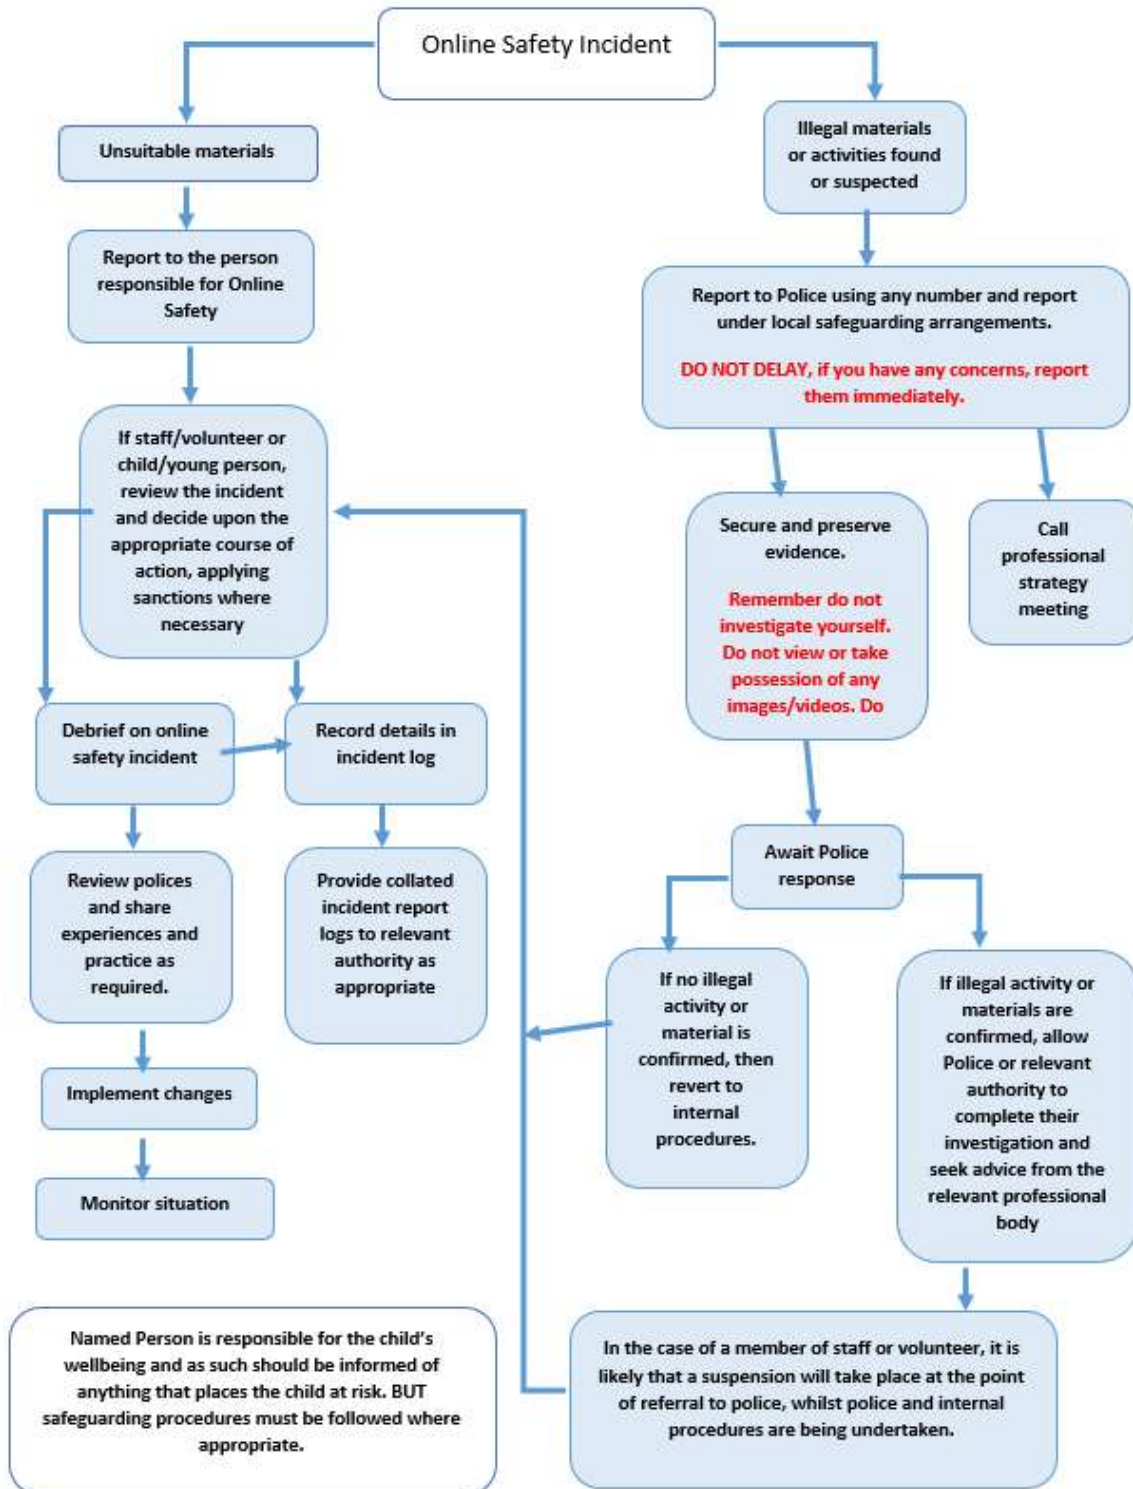 Online Safety Incident
Unsuitable materials
Report to the person
responsible for Online
Safety
If staff/volunteer or
child/young person,
review the incident
and decide upon the
appropriate course of
action, applying
sanctions where
necessary
Debrief on online
safety incident
Record details in
incident log
Review polices
and share
experiences and
practice as
required.
Provide collated
incident report
logs to relevant
authority as
appropriate
Implement changes
Monitor situation
Illegal materials
or activities found
or suspected
Report to Police using any number and report
under local safeguarding arrangements.
DO NOT DELAY, if you have any concerns, report
them immediately.
Secure and preserve
evidence.
Remember do not
investigate yourself.
Do not view or take
possession of any
images/videos. Do
Call
professional
strategy
meeting
Await Police
response
If no illegal
activity or
material is
confirmed, then
revert to
internal
procedures.
If illegal activity or
materials are
confirmed, allow
Police or relevant
authority to
complete their
investigation and
seek advice from the
relevant professional
body
In the case of a member of staff or volunteer, it is
likely that a suspension will take place at the point
of referral to police, whilst police and internal
procedures are being undertaken.
Named Person is responsible for the child's
wellbeing and as such should be informed of
anything that places the child at risk. BUT
safeguarding procedures must be followed where
appropriate.